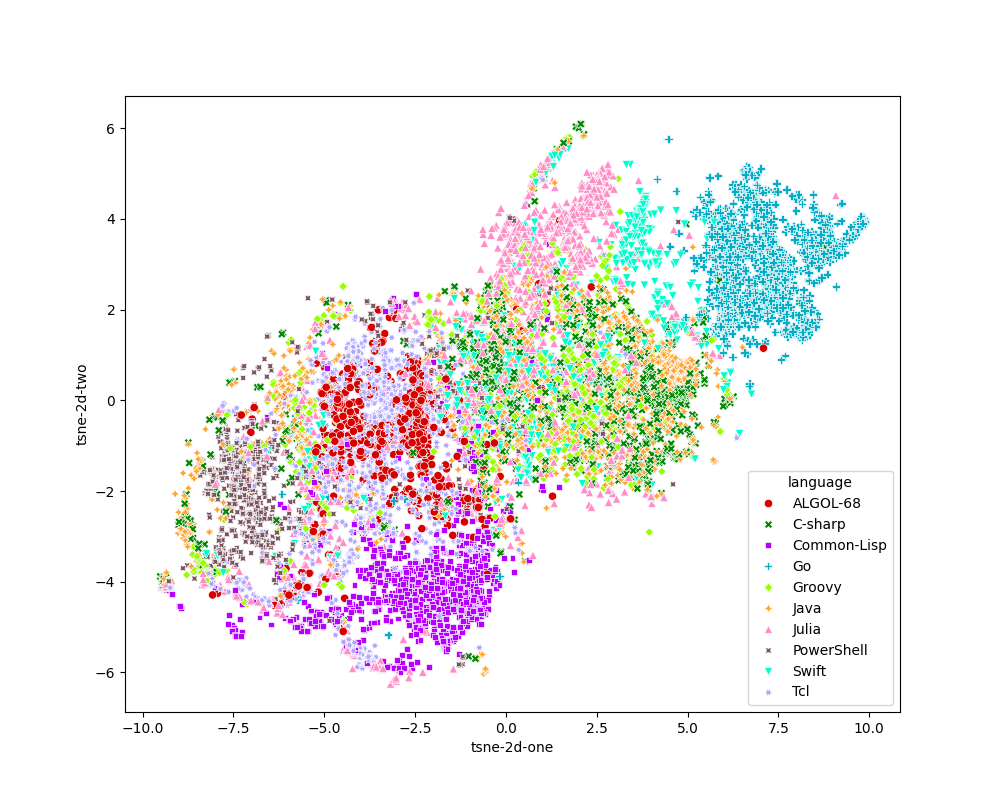 6
4
2
0
−2
−4
−6
tsne-2d-two
−10.0 −7.5 −5.0 −2.5 0.0 2.5 5.0 7.5 10.0
tsne-2d-one
language
ALGOL-68
C-sharp
Common-Lisp
Go
Groovy
Java
Julia
PowerShell
Swift
Tcl